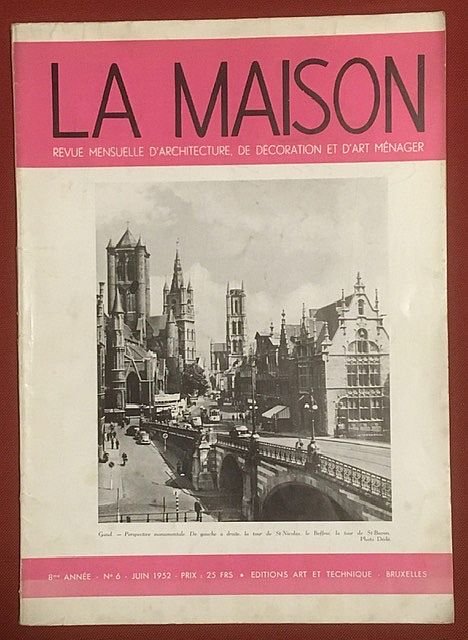 LA MAISON
REVUE MENSUELLE D'ARCHITECTURE, DE DÉCORATION ET D'ART MÉNAGER
Gand. — Perspective monumentale. De gauche a droite, la tour de St-Nicolas, le Beffroi, la tour de St-Bavon.
Photo Dédé.
8me ANNÉE - No 6 - JUIN 1952 - PRIX : 25 FRS • EDITIONS ART ET TECHNIQUE - BRUXELLES